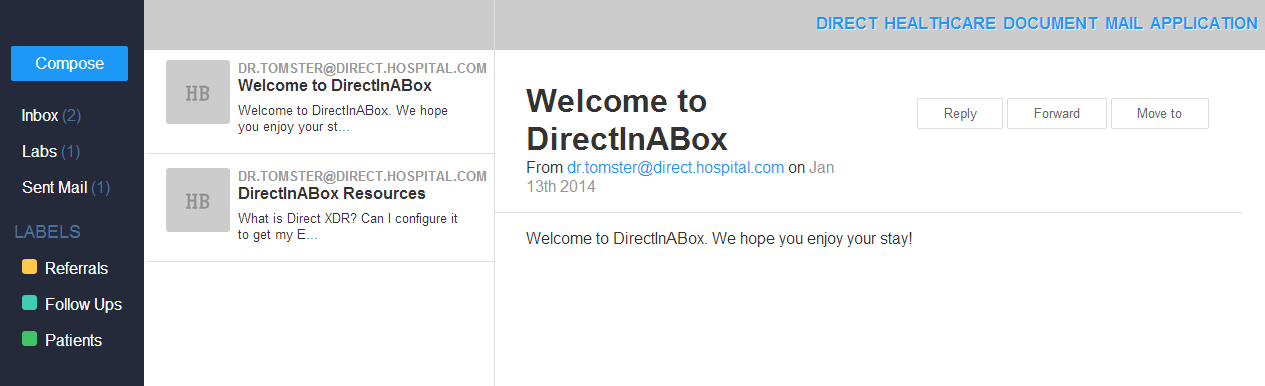 DIRECT HEALTHCARE DOCUMENT MAIL APPLICATION
Compose
Inbox (2)
Labs (1)
Sent Mail (1)
LABELS
Referrals
Follow Ups
Patients
HB
DR.TOMSTER@DIRECT.HOSPITAL.COM
Welcome to DirectInABox
Welcome to DirectInABox. We hope
you enjoy your st...
HB
DR.TOMSTER@DIRECT.HOSPITAL.COM
DirectInABox Resources
What is Direct XDR? Can I configure it
to get my E...
Welcome to
DirectInABox
From dr.tomster@direct.hospital.com on Jan
13th 2014
Reply
Forward
Move to
Welcome to DirectInABox. We hope you enjoy your stay!